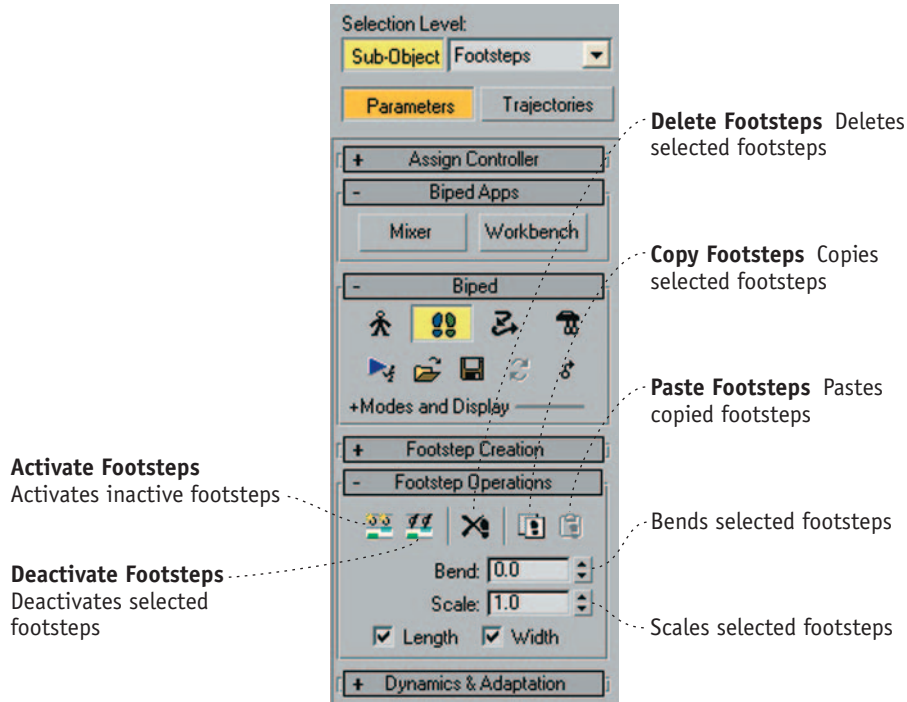 Selection Level:
Sub-Object Footsteps
Parameters Trajectories
+ Assign Controller
- Biped Apps
Mixer Workbench
- Biped
+Modes and Display
+ Footstep Creation
- Footstep Operations
Bend: 0.0
Scale: 1.0
Length Width
+ Dynamics & Adaptation
Activate Footsteps
Activates inactive footsteps
Deactivate Footsteps
Deactivates selected
footsteps
Delete Footsteps Deletes
selected footsteps
Copy Footsteps Copies
selected footsteps
Paste Footsteps Pastes
copied footsteps
Bends selected footsteps
Scales selected footsteps